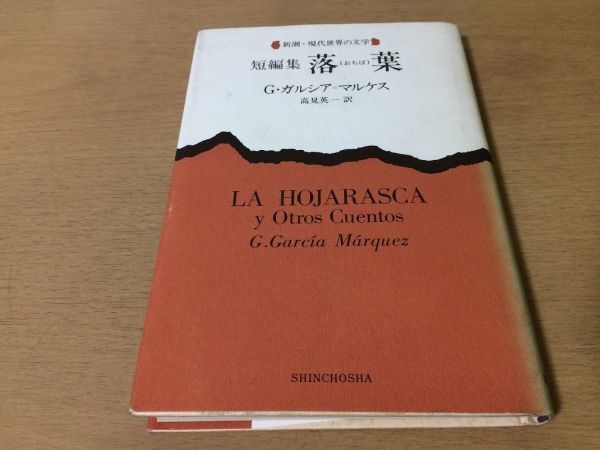 新潮・現代世界の文学
短編集 落葉(おちば)
G・ガルシア=マルケス
高見英一 訳
LA HOJARASCA
y Otros Cuentos
G.García Márquez
SHINCHOSHA